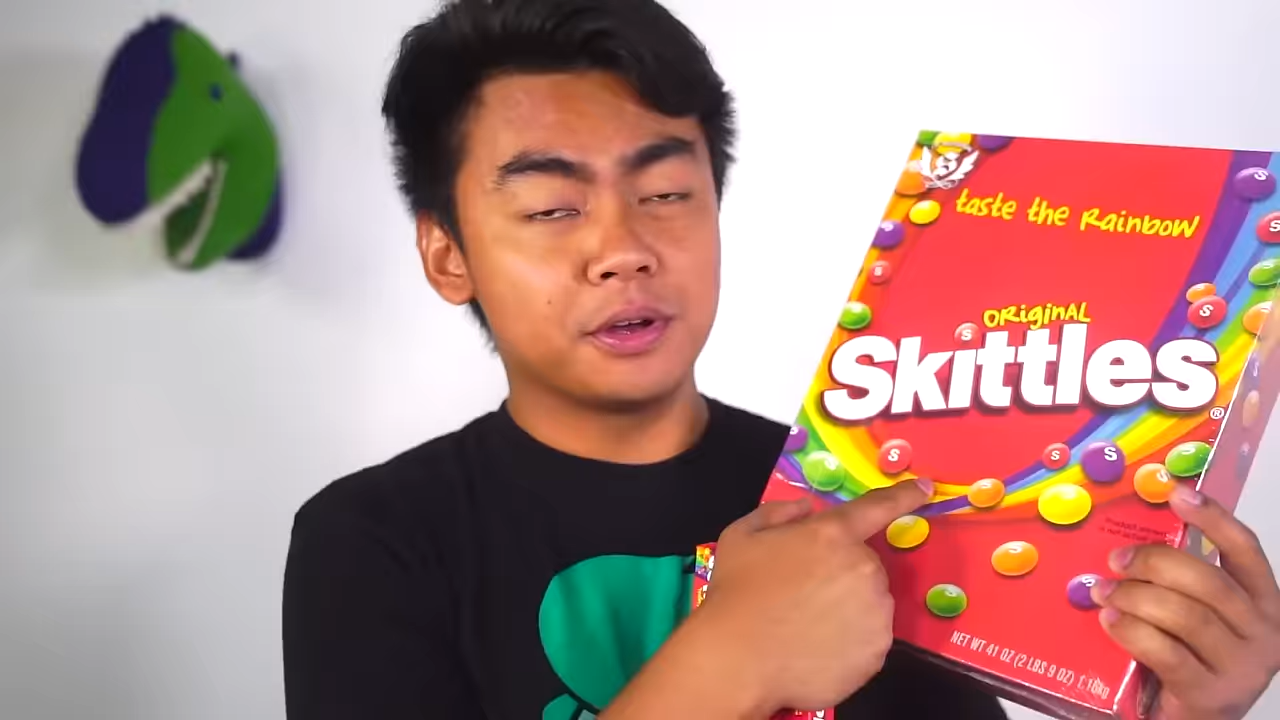 taste the Rainbow
ORiginAL
Skittles
®
NET WT 41 OZ (2 LBS 9 OZ) 1.16kg